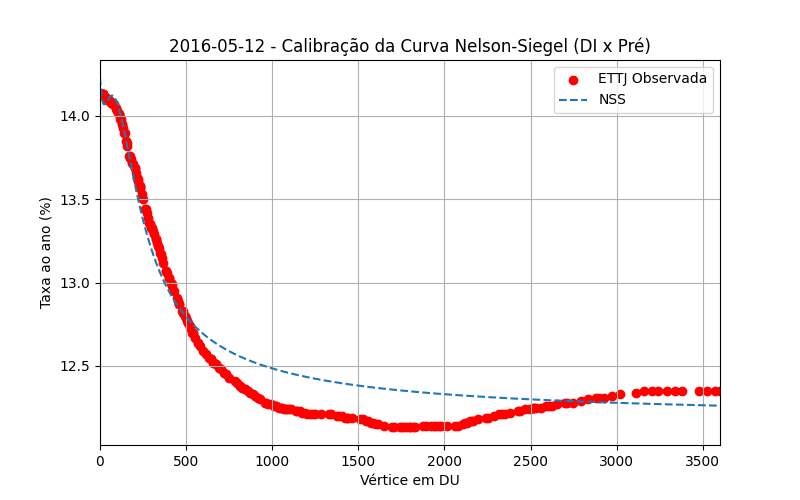 2016-05-12 - Calibração da Curva Nelson-Siegel (DI x Pré)
ETTJ Observada
NSS
Taxa ao ano (%)
14.0
13.5
13.0
12.5
0 500 1000 1500 2000 2500 3000 3500
Vértice em DU